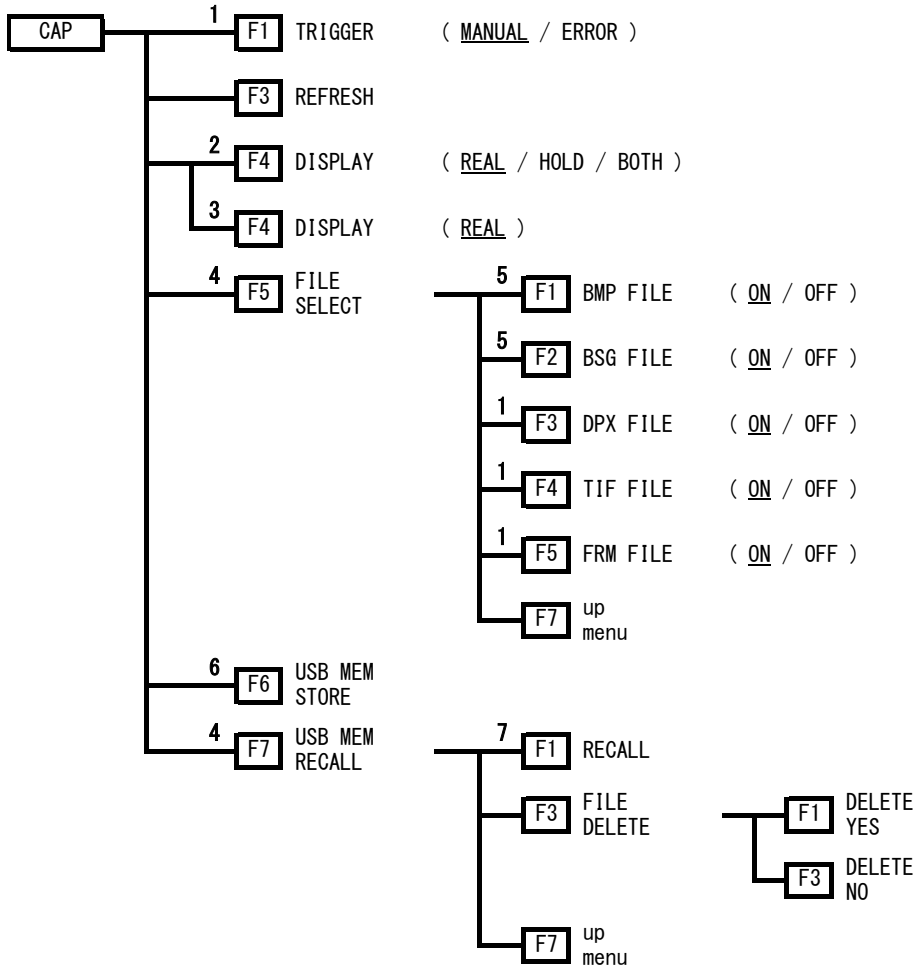 CAP 1 F1 TRIGGER ( MANUAL / ERROR )
F3 REFRESH
2 F4 DISPLAY ( REAL / HOLD / BOTH )
3 F4 DISPLAY ( REAL )
4 F5 FILE
SELECT
5 F1 BMP FILE ( ON / OFF )
5 F2 BSG FILE ( ON / OFF )
1 F3 DPX FILE ( ON / OFF )
1 F4 TIF FILE ( ON / OFF )
1 F5 FRM FILE ( ON / OFF )
F7 up
menu
6 F6 USB MEM
STORE
4 F7 USB MEM
RECALL
7 F1 RECALL
F3 FILE
DELETE
F1 DELETE
YES
F3 DELETE
NO
F7 up
menu